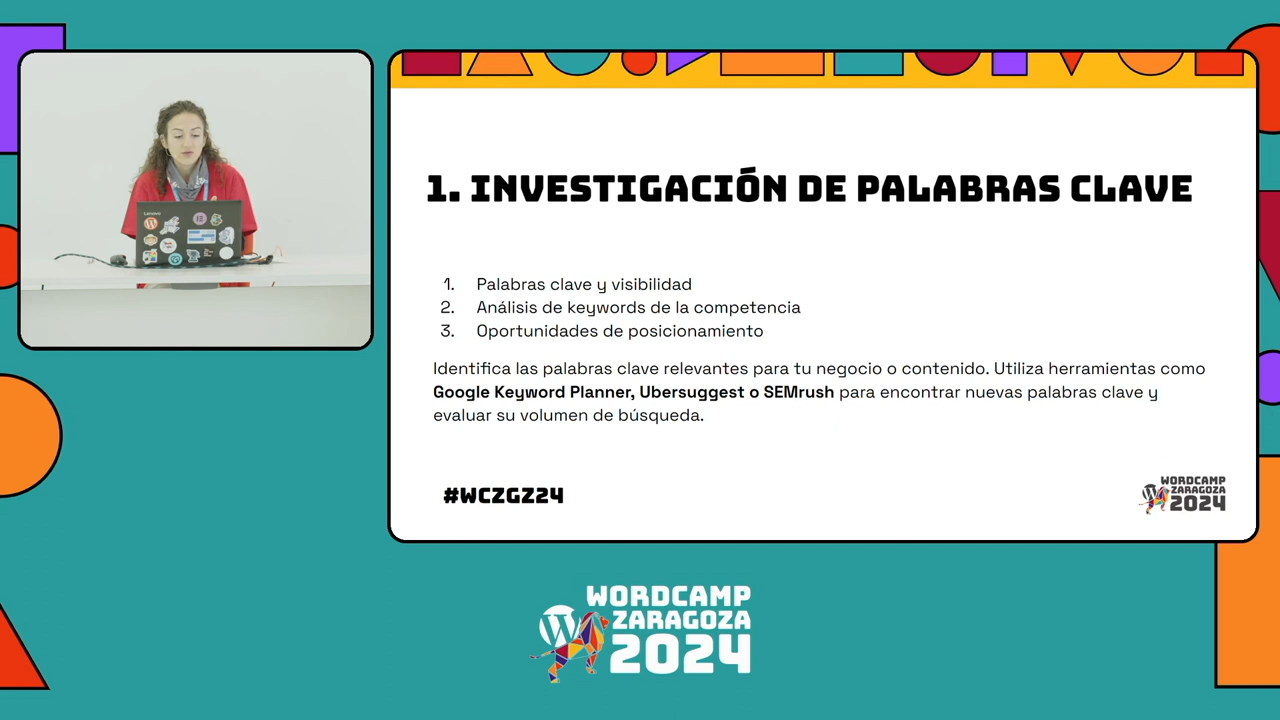 Lenovo
1. INVESTIGACIÓN DE PALABRAS CLAVE
1. Palabras clave y visibilidad
2. Análisis de keywords de la competencia
3. Oportunidades de posicionamiento
Identifica las palabras clave relevantes para tu negocio o contenido. Utiliza herramientas como
Google Keyword Planner, Ubersuggest o SEMrush para encontrar nuevas palabras clave y
evaluar su volumen de búsqueda.
#WCZGZ24
WORDCAMP
ZARAGOZA
2024
WORDCAMP
ZARAGOZA
2024